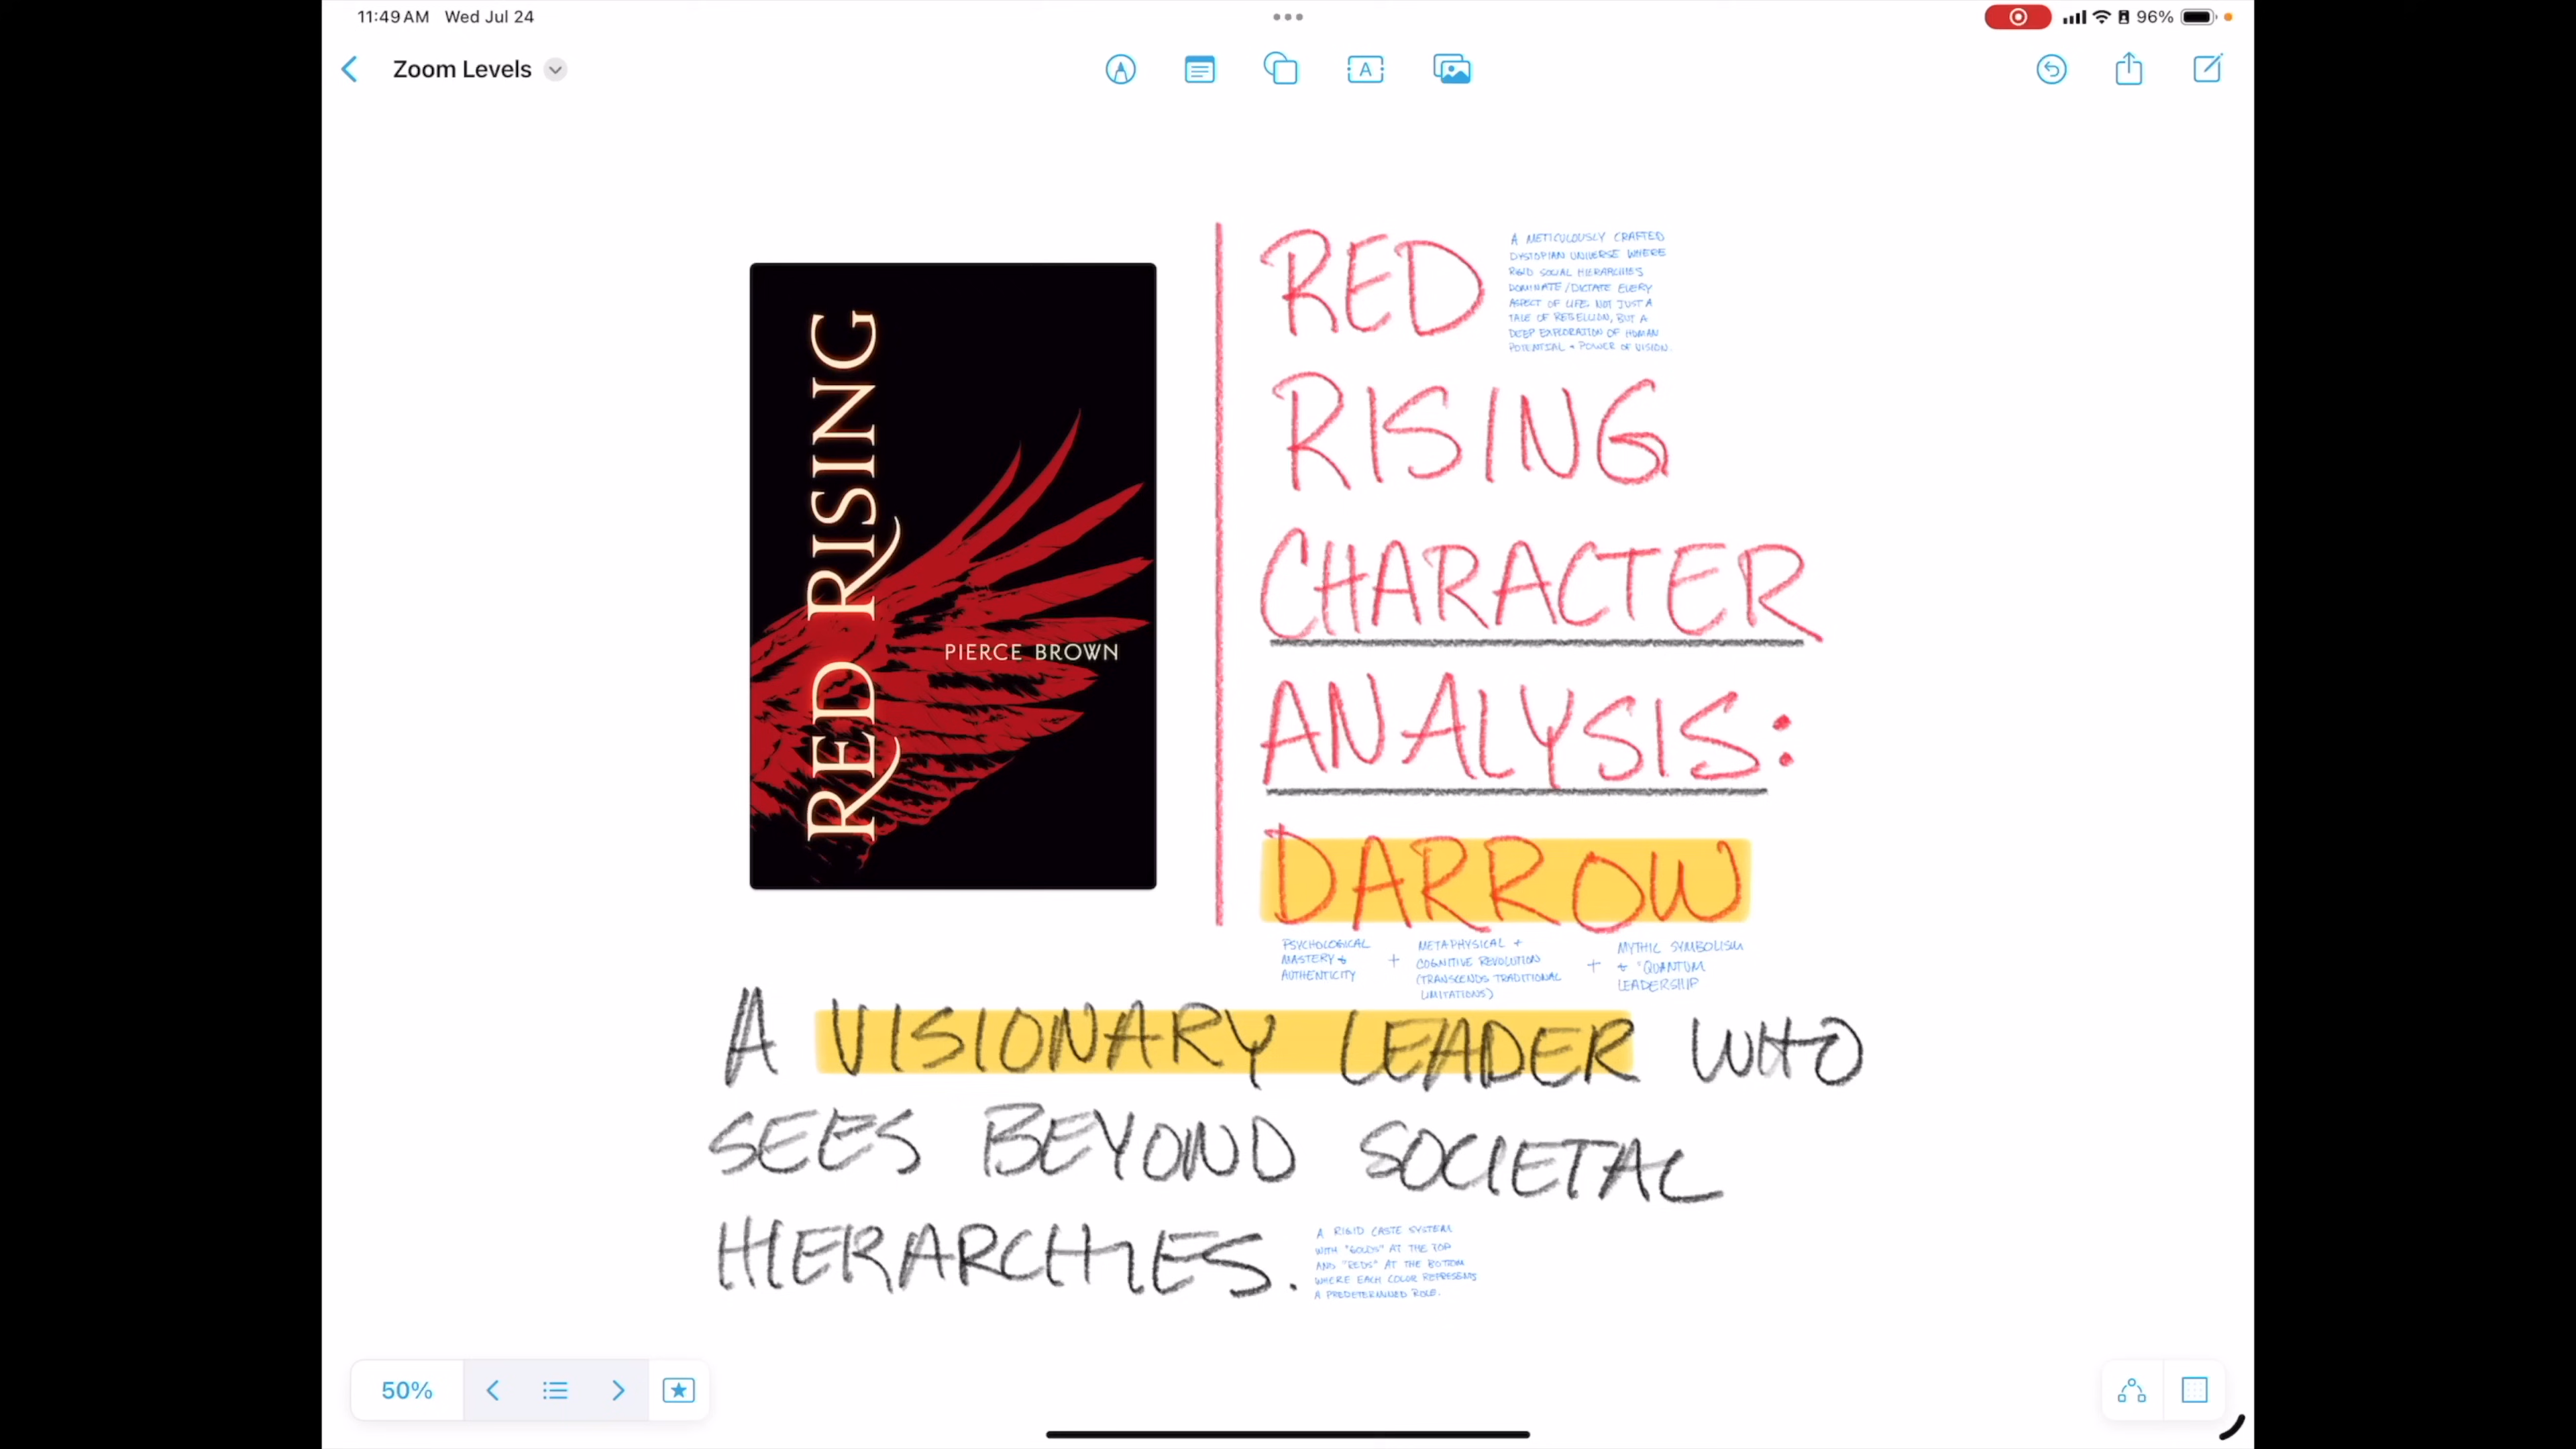 11:49 AM Wed Jul 24
96%
Zoom Levels
A
RED RISING
PIERCE BROWN
RED
A METICULOUSLY CRAFTED
DYSTOPIAN UNIVERSE WHERE
RIGID SOCIAL HIERARCHIES
DOMINATE/DICTATE EVERY
ASPECT OF LIFE. NOT JUST A
TALE OF REBELLION, BUT A
DEEP EXPLORATION OF HUMAN
POTENTIAL + POWER OF VISION.
RISING
CHARACTER
ANALYSIS:
DARROW
PSYCHOLOGICAL
MASTERY +
AUTHENTICITY
+
METAPHYSICAL +
COGNITIVE REVOLUTION
(TRANSCENDS TRADITIONAL
LIMITATIONS)
+
MYTHIC SYMBOLISM
+ "QUANTUM
LEADERSHIP
A VISIONARY LEADER WHO
SEES BEYOND SOCIETAL
HIERARCHIES.
A RIGID CASTE SYSTEM
WITH "GOLDS" AT THE TOP
AND "REDS" AT THE BOTTOM
WHERE EACH COLOR REPRESENTS
A PREDETERMINED ROLE.
50%